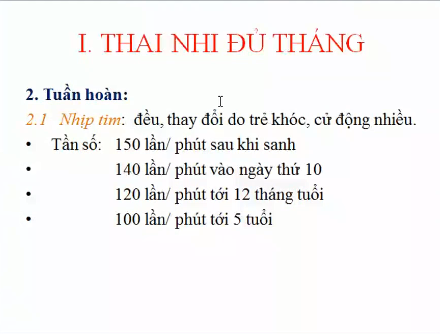 I. THAI NHI ĐỦ THÁNG
2. Tuần hoàn:
2.1 Nhịp tim: đều, thay đổi do trẻ khóc, cử động nhiều.
• Tần số: 150 lần/ phút sau khi sanh
• 140 lần/ phút vào ngày thứ 10
• 120 lần/ phút tới 12 tháng tuổi
• 100 lần/ phút tới 5 tuổi